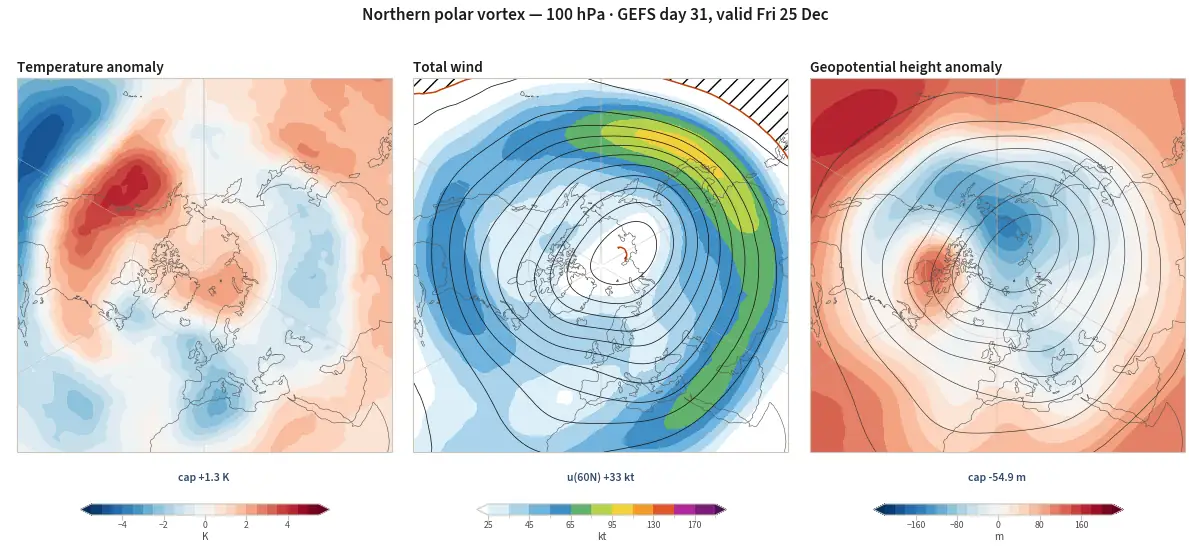 Northern polar vortex — 100 hPa · GEFS day 31, valid Fri 25 Dec
Temperature anomaly
Total wind
Geopotential height anomaly
cap +1.3 K
u(60N) +33 kt
cap -54.9 m
−4 −2 0 2 4
K
25 45 65 95 130 170
kt
−160 −80 0 80 160
m